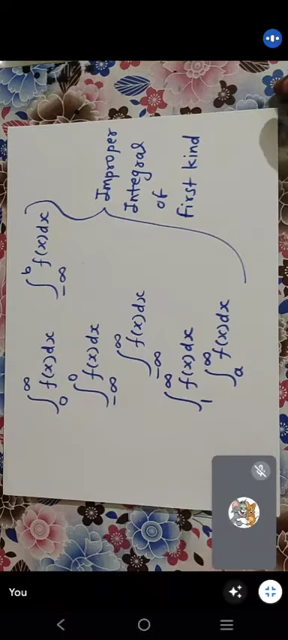 ∫₀^∞ f(x)dx
∫_{-∞}^b f(x)dx
∫_{-∞}^0 f(x)dx
∫_{-∞}^∞ f(x)dx
∫₁^∞ f(x)dx
∫ₐ^∞ f(x)dx
Improper
Integral
of
first kind
You